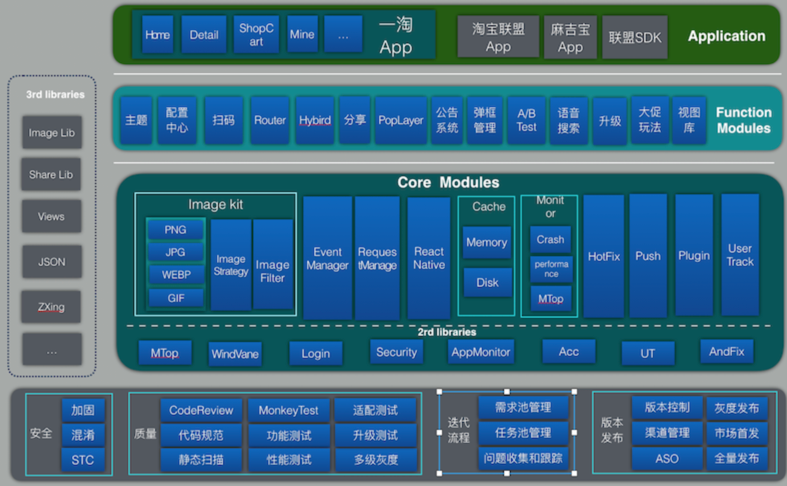 Home
Detail
ShopC
art
Mine
...
一淘
App
淘宝联盟
App
麻吉宝
App
联盟SDK
Application
3rd libraries
Image Lib
Share Lib
Views
JSON
ZXing
...
主题
配置
中心
扫码
Router
Hybird
分享
PopLayer
公告
系统
弹框
管理
A/B
Test
语音
搜索
升级
大促
玩法
视图
库
Function
Modules
Core Modules
Image kit
PNG
JPG
WEBP
GIF
Image
Strategy
Image
Filter
Event
Manager
Reques
tManage
React
Native
Cache
Memory
Disk
Monit
or
Crash
performa
nce
MTop
HotFix
Push
Plugin
User
Track
2rd libraries
MTop
WindVane
Login
Security
AppMonitor
Acc
UT
AndFix
安全
加固
混淆
STC
质量
CodeReview
MonkeyTest
适配测试
代码规范
功能测试
升级测试
静态扫描
性能测试
多级灰度
迭代
流程
需求池管理
任务池管理
问题收集和跟踪
版本
发布
版本控制
灰度发布
渠道管理
市场首发
ASO
全量发布